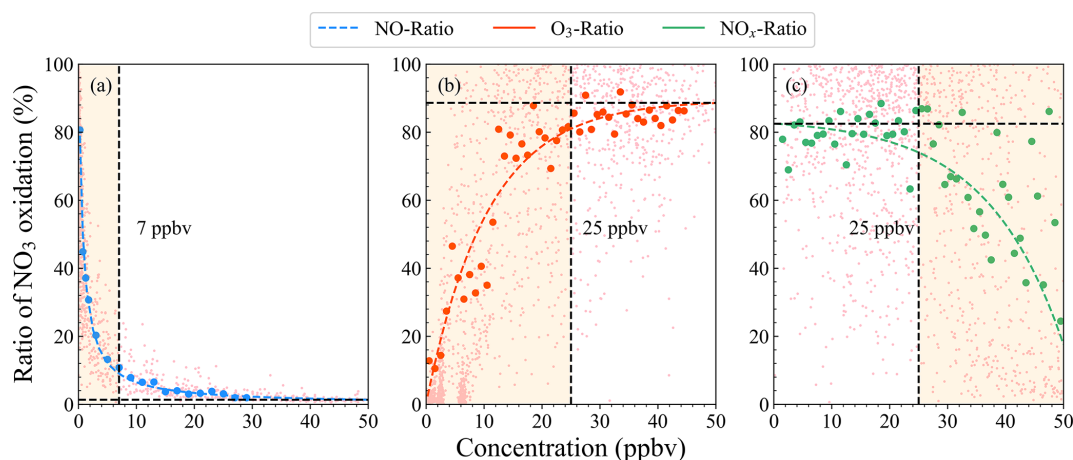 NO-Ratio O₃-Ratio NOₓ-Ratio
Ratio of NO₃ oxidation (%)
(a) (b) (c)
100 80 60 40 20 0
7 ppbv
0 10 20 30 40 50
100 80 60 40 20 0
25 ppbv
0 10 20 30 40 50
100 80 60 40 20 0
25 ppbv
0 10 20 30 40 50
Concentration (ppbv)